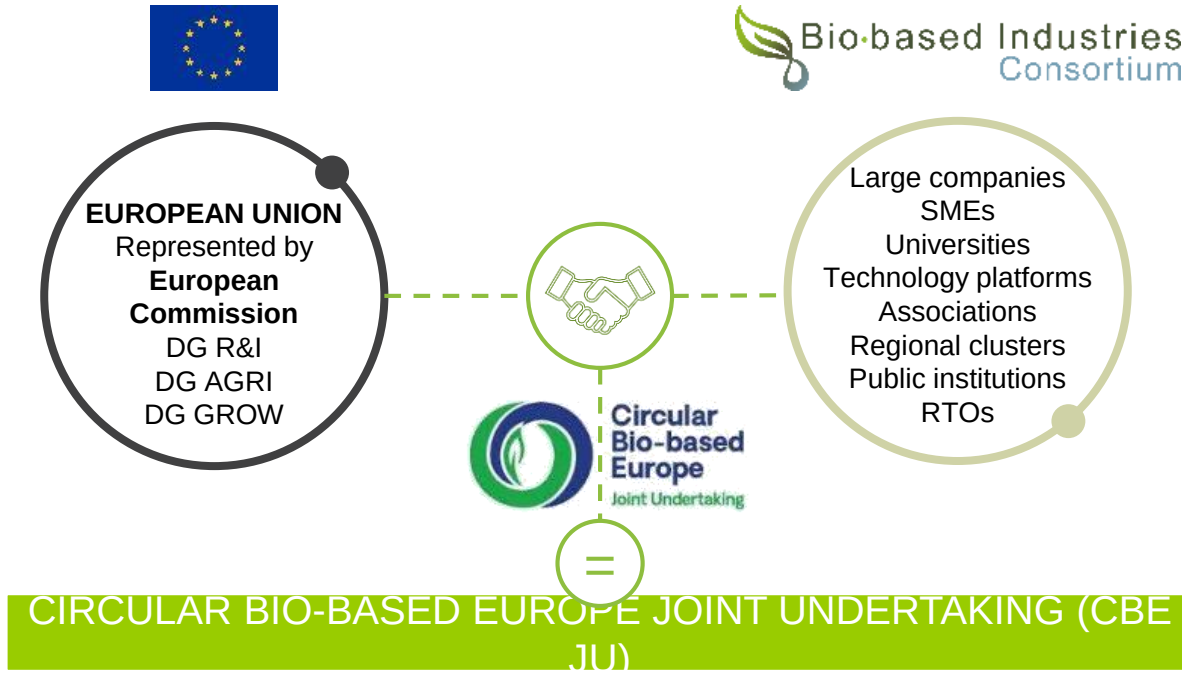 Bio·based Industries
Consortium
EUROPEAN UNION
Represented by
European
Commission
DG R&I
DG AGRI
DG GROW
Large companies
SMEs
Universities
Technology platforms
Associations
Regional clusters
Public institutions
RTOs
Circular
Bio-based
Europe
Joint Undertaking
=
CIRCULAR BIO-BASED EUROPE JOINT UNDERTAKING (CBE
JU)